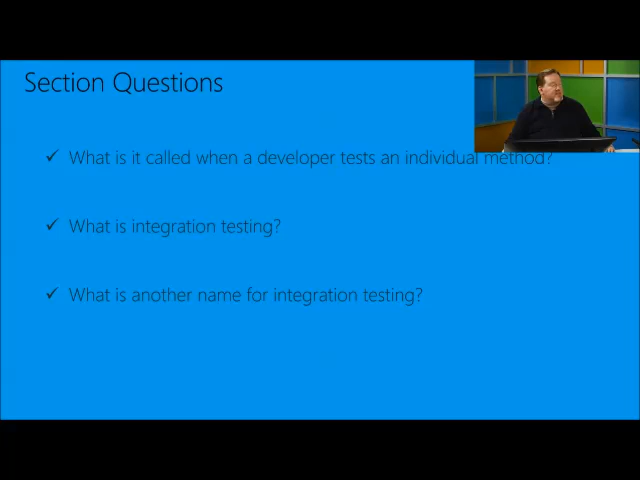 Section Questions
✓ What is it called when a developer tests an individual method?
✓ What is integration testing?
✓ What is another name for integration testing?